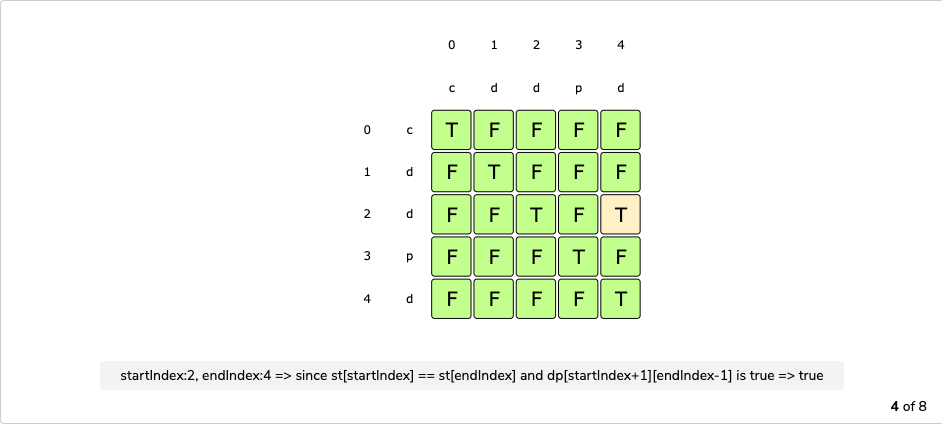 0 1 2 3 4
c d d p d
0 c T F F F F
1 d F T F F F
2 d F F T F T
3 p F F F T F
4 d F F F F T
startIndex:2, endIndex:4 => since st[startIndex] == st[endIndex] and dp[startIndex+1][endIndex-1] is true => true
4 of 8